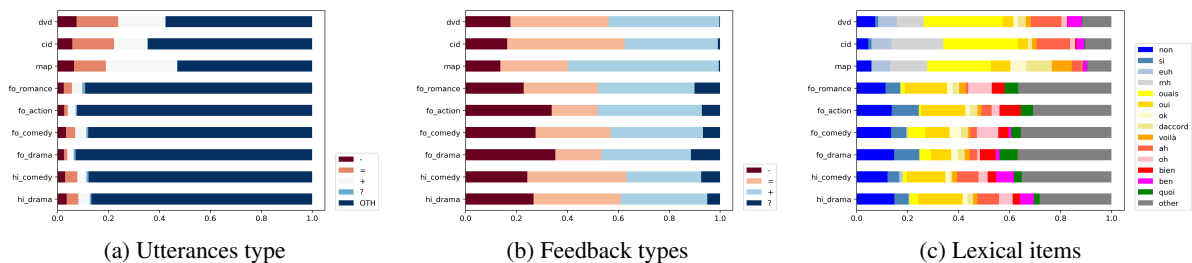 dvd
cid
map
fo_romance
fo_action
fo_comedy
fo_drama
hi_comedy
hi_drama
0.0 0.2 0.4 0.6 0.8 1.0
-
=
+
?
OTH
(a) Utterances type
dvd
cid
map
fo_romance
fo_action
fo_comedy
fo_drama
hi_comedy
hi_drama
0.0 0.2 0.4 0.6 0.8 1.0
-
=
+
?
(b) Feedback types
dvd
cid
map
fo_romance
fo_action
fo_comedy
fo_drama
hi_comedy
hi_drama
0.0 0.2 0.4 0.6 0.8 1.0
non
si
euh
mh
ouais
oui
ok
daccord
voilà
ah
oh
bien
ben
quoi
other
(c) Lexical items